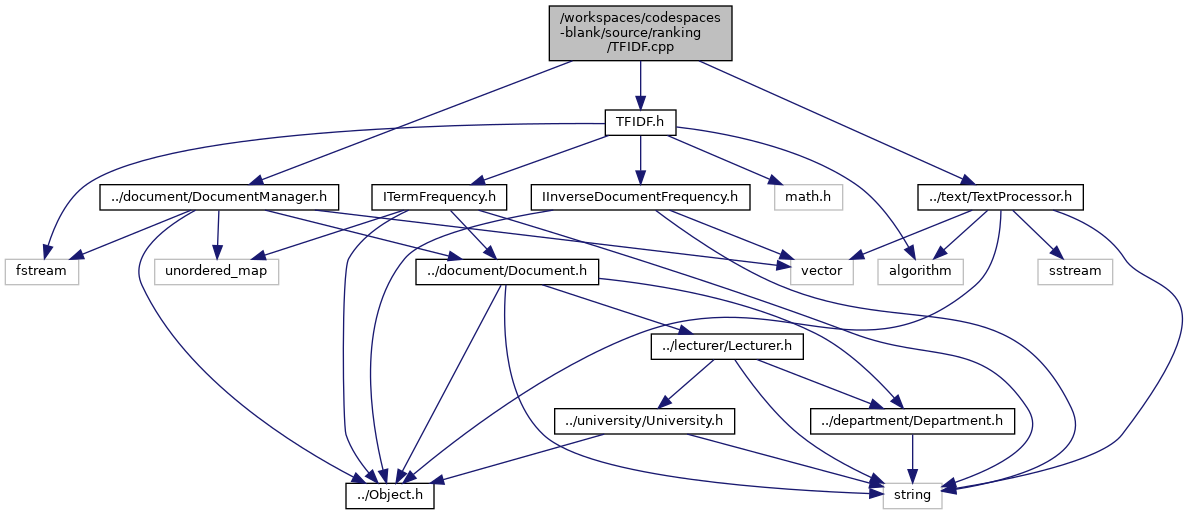 /workspaces/codespaces
-blank/source/ranking
/TFIDF.cpp
TFIDF.h
../document/DocumentManager.h
ITermFrequency.h
IInverseDocumentFrequency.h
math.h
../text/TextProcessor.h
fstream
unordered_map
../document/Document.h
vector
algorithm
sstream
../lecturer/Lecturer.h
../university/University.h
../department/Department.h
../Object.h
string